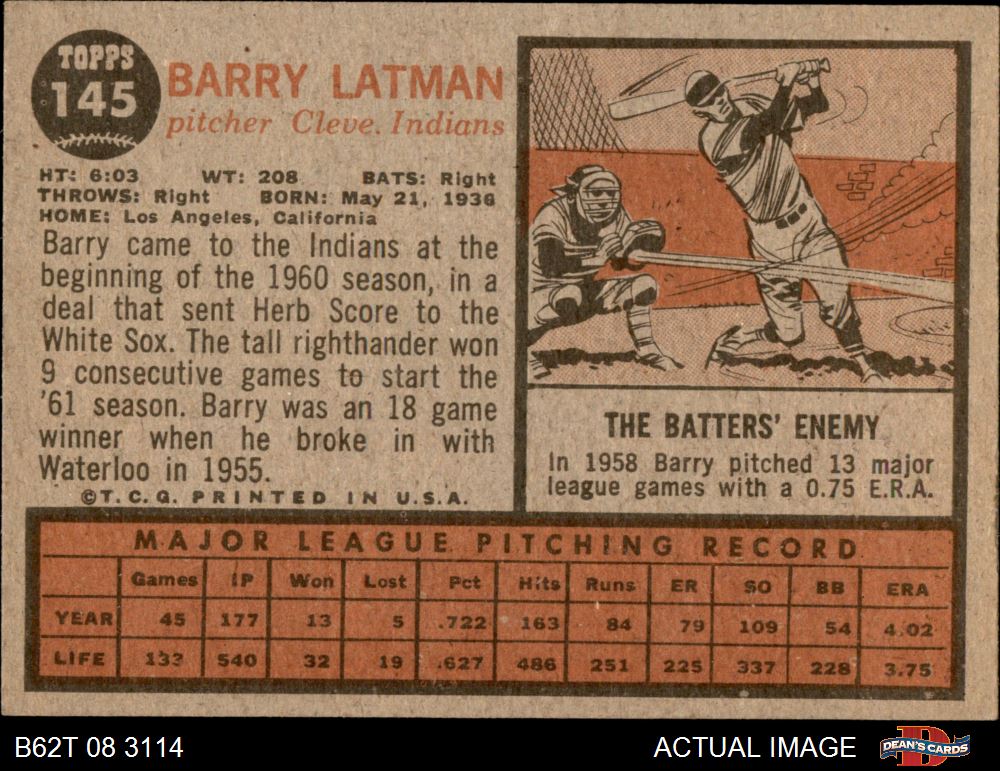 TOPPS
145
BARRY LATMAN
pitcher Cleve. Indians
HT: 6:03 WT: 208 BATS: Right
THROWS: Right BORN: May 21, 1936
HOME: Los Angeles, California
Barry came to the Indians at the
beginning of the 1960 season, in a
deal that sent Herb Score to the
White Sox. The tall righthander won
9 consecutive games to start the
'61 season. Barry was an 18 game
winner when he broke in with
Waterloo in 1955.
©T.C.G. PRINTED IN U.S.A.
THE BATTERS' ENEMY
In 1958 Barry pitched 13 major
league games with a 0.75 E.R.A.
MAJOR LEAGUE PITCHING RECORD
Games IP Won Lost Pct Hits Runs ER SO BB ERA
YEAR 45 177 13 5 .722 163 84 79 109 54 4.02
LIFE 133 540 32 19 .627 486 251 225 337 228 3.75
B62T 08 3114
ACTUAL IMAGE
DEAN'S CARDS